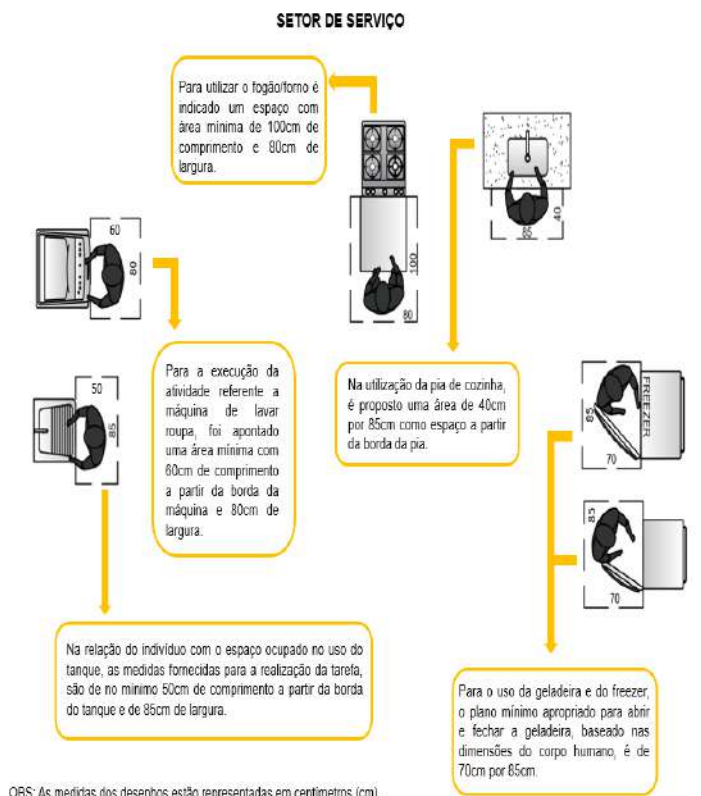 SETOR DE SERVIÇO
Para utilizar o fogão/forno é
indicado um espaço com
área mínima de 100cm de
comprimento e 80cm de
largura.
60
80
50
85
100
80
40
85
Para a execução da
atividade referente a
máquina de lavar
roupa, foi apontado
uma área mínima com
60cm de comprimento
a partir da borda da
máquina e 80cm de
largura.
Na utilização da pia de cozinha,
é proposto uma área de 40cm
por 85cm como espaço a partir
da borda da pia.
FREEZER
85
70
85
70
Na relação do indivíduo com o espaço ocupado no uso do
tanque, as medidas fornecidas para a realização da tarefa,
são de no mínimo 50cm de comprimento a partir da borda
do tanque e de 85cm de largura.
Para o uso da geladeira e do freezer,
o plano mínimo apropriado para abrir
e fechar a geladeira, baseado nas
dimensões do corpo humano, é de
70cm por 85cm.
OBS: As medidas dos desenhos estão representadas em centímetros (cm)